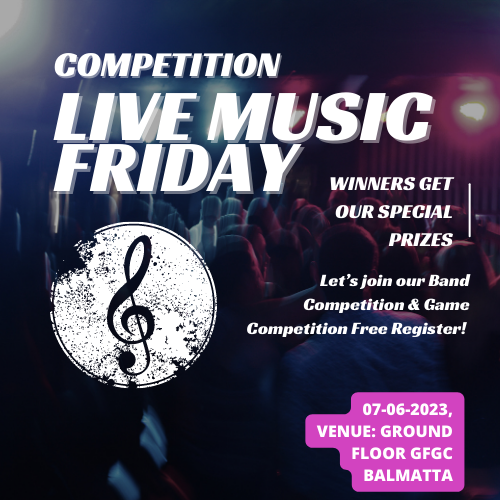 COMPETITION
LIVE MUSIC
FRIDAY
WINNERS GET
OUR SPECIAL
PRIZES
Let's join our Band
Competition & Game
Competition Free Register!
07-06-2023,
VENUE: GROUND
FLOOR GFGC
BALMATTA